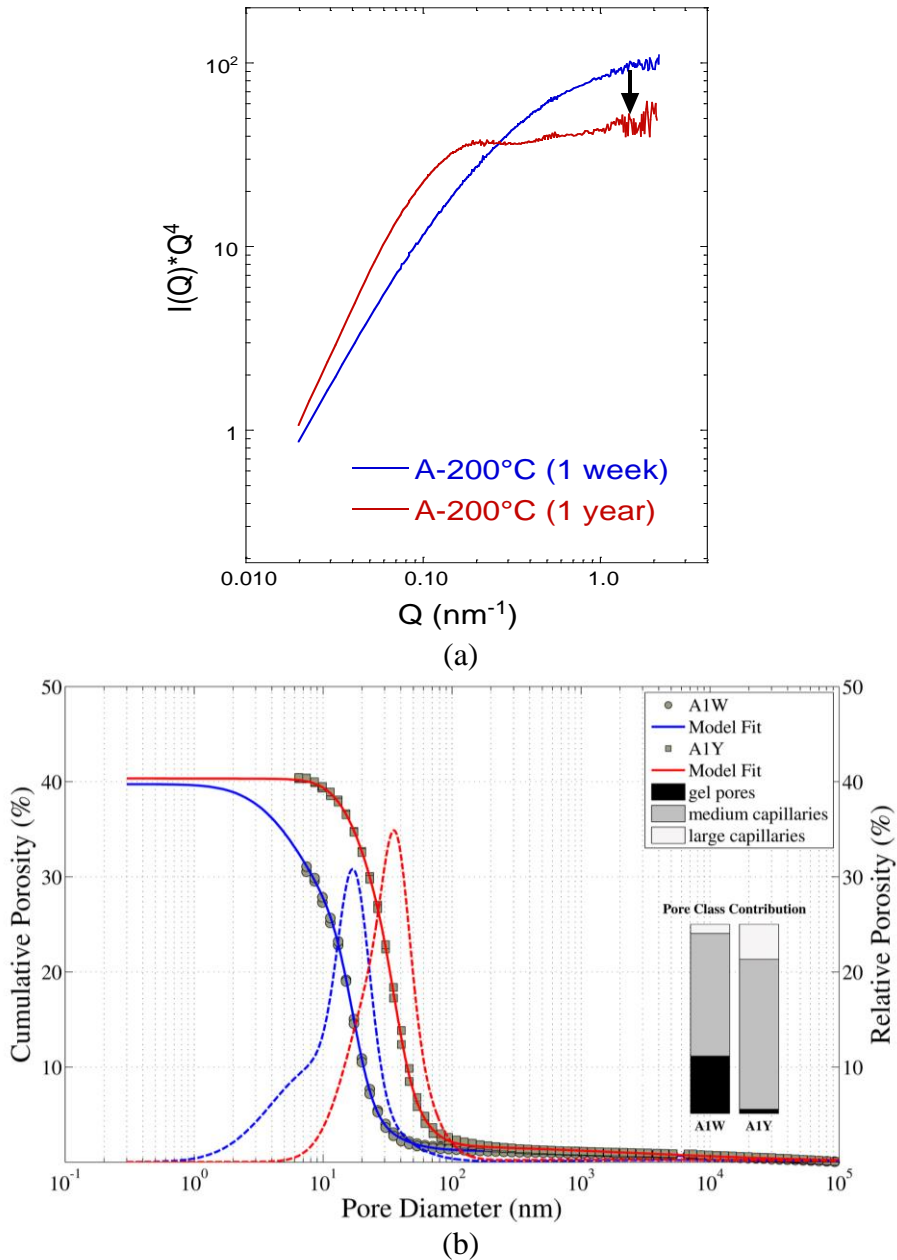 10²
10
1
I(Q)*Q⁴
A-200°C (1 week)
A-200°C (1 year)
0.010 0.10 1.0
Q (nm⁻¹)
(a)
50 50
40 40
30 30
20 20
10 10
Cumulative Porosity (%)
Relative Porosity (%)
A1W
Model Fit
A1Y
Model Fit
gel pores
medium capillaries
large capillaries
Pore Class Contribution
A1W A1Y
10⁻¹ 10⁰ 10¹ 10² 10³ 10⁴ 10⁵
Pore Diameter (nm)
(b)